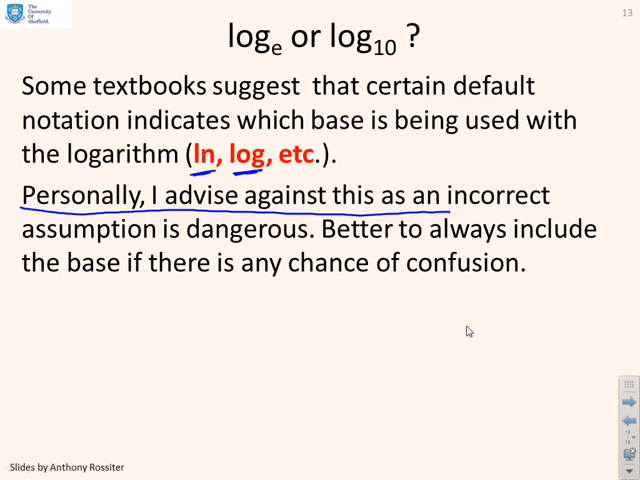 The
University
Of
Sheffield.
13
logₑ or log₁₀ ?
Some textbooks suggest that certain default
notation indicates which base is being used with
the logarithm (ln, log, etc.).
Personally, I advise against this as an incorrect
assumption is dangerous. Better to always include
the base if there is any chance of confusion.
Slides by Anthony Rossiter